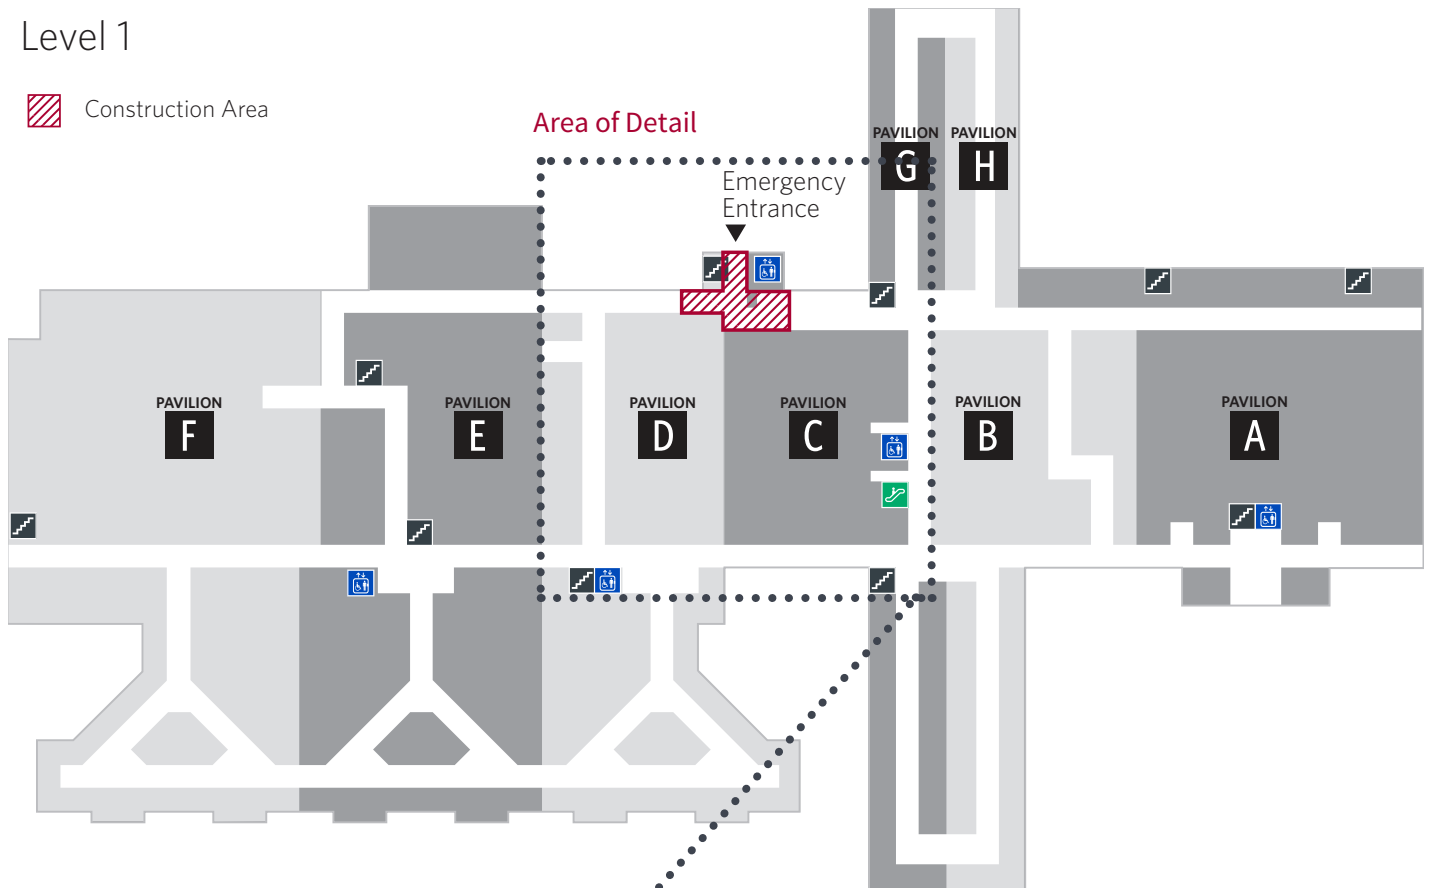 Level 1
Construction Area
Area of Detail
Emergency
Entrance
PAVILION
G
PAVILION
H
PAVILION
F
PAVILION
E
PAVILION
D
PAVILION
C
PAVILION
B
PAVILION
A